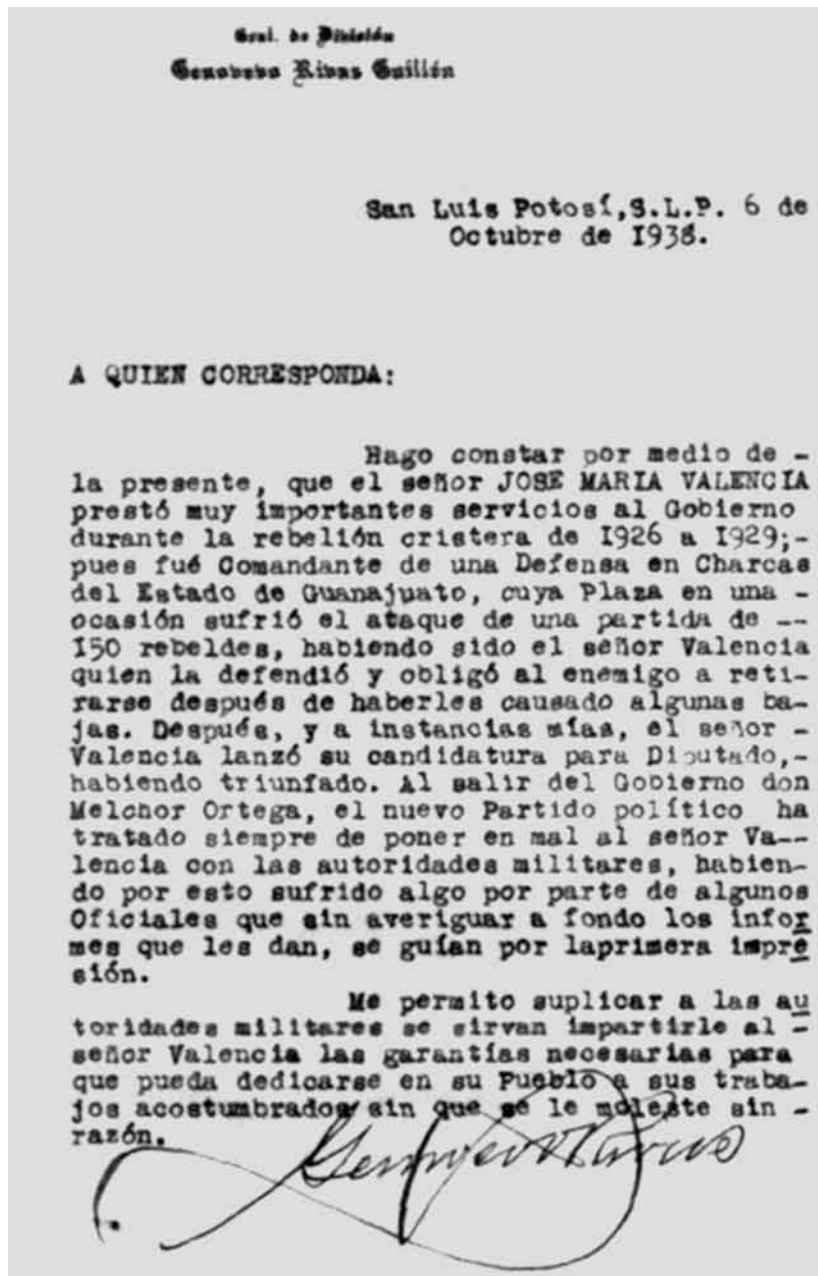 Gral. de División
Genovevo Rivas Guillén
San Luis Potosí,S.L.P. 6 de
Octubre de I938.
A QUIEN CORRESPONDA:
Hago constar por medio de -
la presente, que el señor JOSE MARIA VALENCIA
prestó muy importantes servicios al Gobierno
durante la rebelión cristera de I926 a I929;-
pues fué Comandante de una Defensa en Charcas
del Estado de Guanajuato, cuya Plaza en una -
ocasión sufrió el ataque de una partida de --
I50 rebeldes, habiendo sido el señor Valencia
quien la defendió y obligó al enemigo a reti-
rarse después de haberles causado algunas ba-
jas. Después, y a instancias mías, el señor -
Valencia lanzó su candidatura para Diputado,-
habiendo triunfado. Al salir del Gobierno don
Melchor Ortega, el nuevo Partido político ha
tratado siempre de poner en mal al señor Va--
lencia con las autoridades militares, habien-
do por esto sufrido algo por parte de algunos
Oficiales que sin averiguar a fondo los infor
mes que les dan, se guían por laprimera impre
sión.
Me permito suplicar a las au
toridades militares se sirvan impartirle al -
señor Valencia las garantías necesarias para
que pueda dedicarse en su Pueblo a sus traba-
jos acostumbrados sin que se le moleste sin -
razón.
Genovevo Rivas